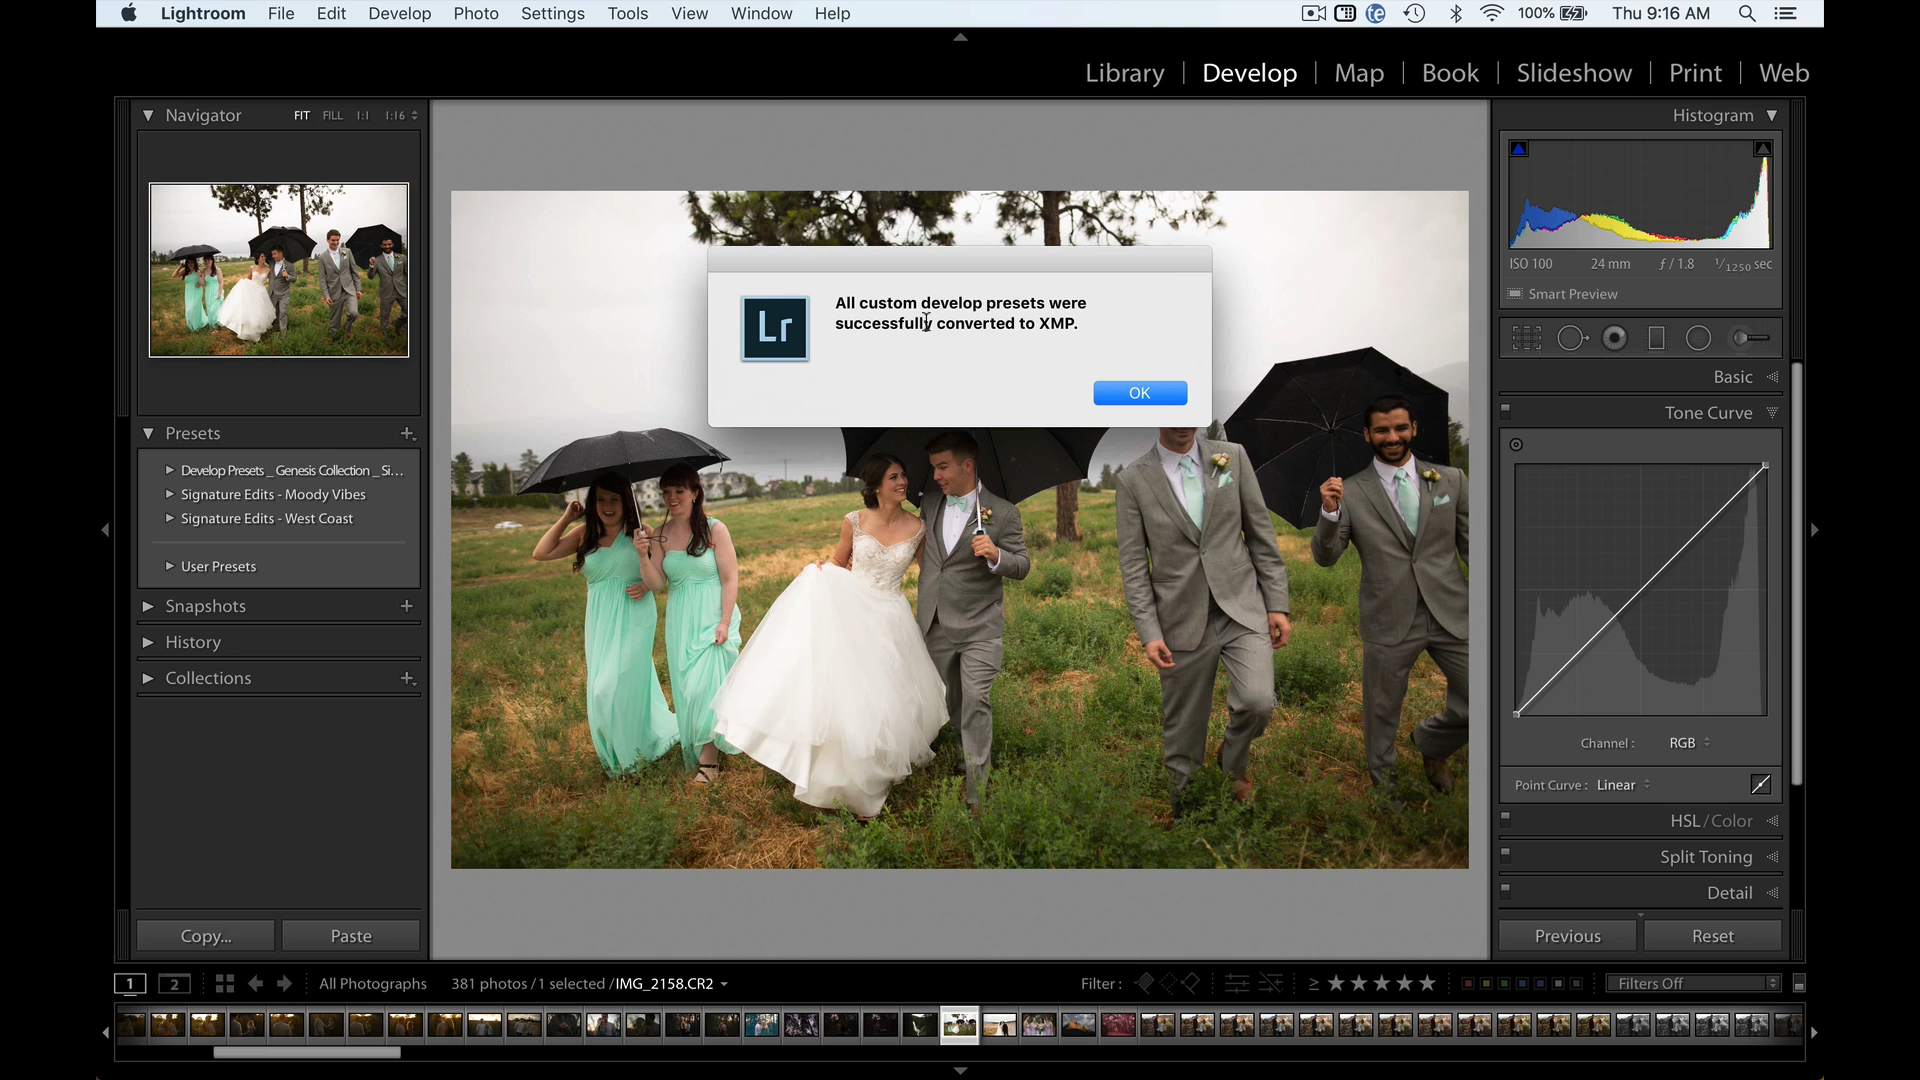 Lightroom File Edit Develop Photo Settings Tools View Window Help
te 100% Thu 9:16 AM
Library | Develop | Map | Book | Slideshow | Print | Web
Navigator FIT FILL 1:1 1:16
Histogram
ISO 100 24 mm ƒ / 1.8 1/1250 sec
Smart Preview
All custom develop presets were
successfully converted to XMP.
Lr
OK
Basic
Tone Curve
Presets
Develop Presets _ Genesis Collection _ Si...
Signature Edits - Moody Vibes
Signature Edits - West Coast
User Presets
Snapshots
History
Collections
Channel : RGB
Point Curve : Linear
HSL / Color
Split Toning
Detail
Copy... Paste
Previous Reset
1 2 All Photographs 381 photos / 1 selected / IMG_2158.CR2 Filter : ≥ ★★★★★ Filters Off